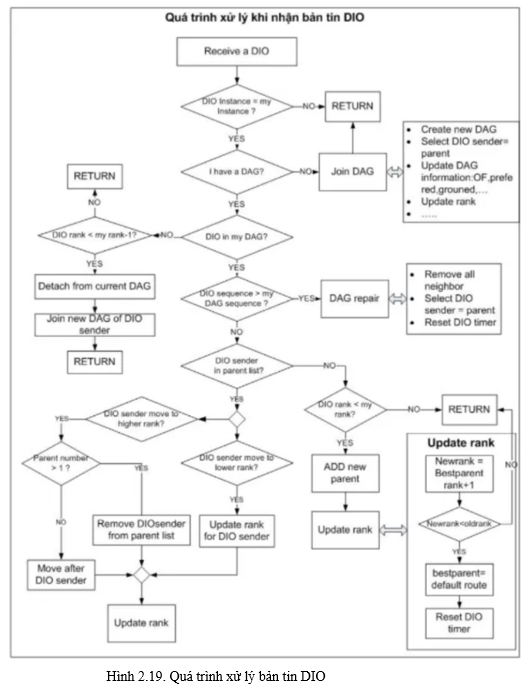 Quá trình xử lý khi nhận bản tin DIO
Receive a DIO
DIO Instance = my
Instance ?
NO
RETURN
YES
I have a DAG?
NO
Join DAG
• Create new DAG
• Select DIO sender=
parent
• Update DAG
information:OF,prefe
red,grouned,...
• Update rank
• .....
YES
DIO in my DAG?
NO
DIO rank < my rank-1?
NO
RETURN
YES
Detach from current DAG
Join new DAG of DIO
sender
RETURN
YES
DIO sequence > my
DAG sequence ?
YES
DAG repair
• Remove all
neighbor
• Select DIO
sender = parent
• Reset DIO timer
NO
DIO sender
in parent list?
NO
DIO rank < my
rank?
NO
RETURN
YES
ADD new
parent
Update rank
YES
DIO sender move to
higher rank?
YES
Parent number
> 1 ?
YES
NO
DIO sender move to
lower rank?
YES
Remove DIOsender
from parent list
Update rank
for DIO sender
Move after
DIO sender
Update rank
Update rank
Newrank =
Bestparent
rank+1
Newrank<oldrank
NO
YES
bestparent=
default route
Reset DIO
timer
Hình 2.19. Quá trình xử lý bản tin DIO